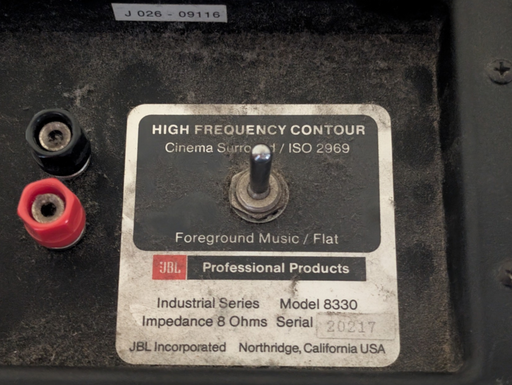 J 026 - 09116
HIGH FREQUENCY CONTOUR
Cinema Surround / ISO 2969
Foreground Music / Flat
JBL Professional Products
Industrial Series Model 8330
Impedance 8 Ohms Serial 20217
JBL Incorporated Northridge, California USA